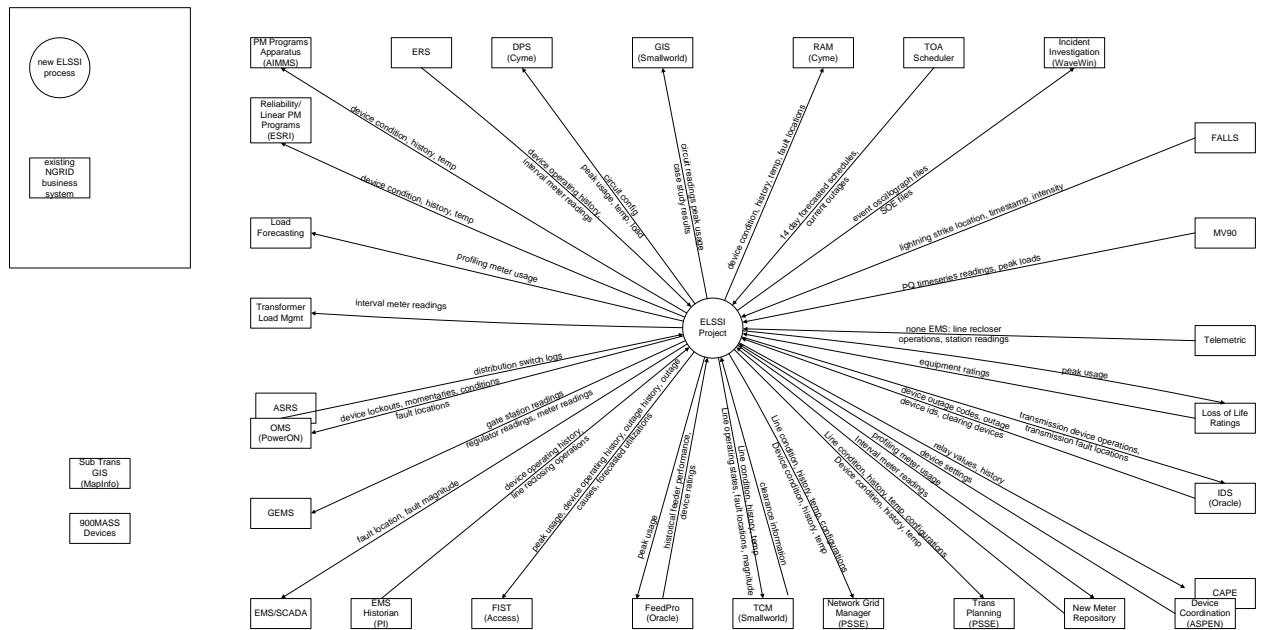 new ELSSI
process
existing
NGRID
business
system
PM Programs
Apparatus
(AIMMS)
ERS
DPS
(Cyme)
GIS
(Smallworld)
RAM
(Cyme)
TOA
Scheduler
Incident
Investigation
(WaveWin)
Reliability/
Linear PM
Programs
(ESRI)
FALLS
Load
Forecasting
MV90
Transformer
Load Mgmt
Telemetric
ELSSI
Project
ASRS
OMS
(PowerON)
Loss of Life
Ratings
Sub Trans
GIS
(MapInfo)
900MASS
Devices
GEMS
IDS
(Oracle)
EMS/SCADA
EMS
Historian
(PI)
FIST
(Access)
FeedPro
(Oracle)
TCM
(Smallworld)
Network Grid
Manager
(PSSE)
Trans
Planning
(PSSE)
New Meter
Repository
CAPE
Device
Coordination
(ASPEN)
device condition, history, temp
device condition, history, temp
device operating history,
interval meter readings
circuit config
peak usage, temp, load
circuit readings peak usage
case study results
device condition, history, temp, fault locations
14 day forecasted schedules,
current outages
event oscillograph files
SOE files
lightning strike location, timestamp, intensity
profiling meter usage
PQ timeseries readings, peak loads
interval meter readings
none EMS: line recloser
operations, station readings
distribution switch logs
device lockouts, momentaries, conditions
fault locations
peak usage
equipment ratings
gate station readings
regulator readings, meter readings
device outage codes, outage
device ids, clearing devices
transmission device operations,
transmission fault locations
fault location, fault magnitude
device operating history,
line reclosing operations
peak usage, device operating history, outage history, outage
causes, forecasted utilizations
peak usage
historical feeder performance,
device ratings
Line condition, history, temp
Line operating states, fault locations, magnitude
clearance information
Line condition, history, temp, configurations
Device condition, history, temp
Line condition, history, temp, configurations
Device condition, history, temp
profiling meter usage
Interval meter readings
relay values, history
device settings